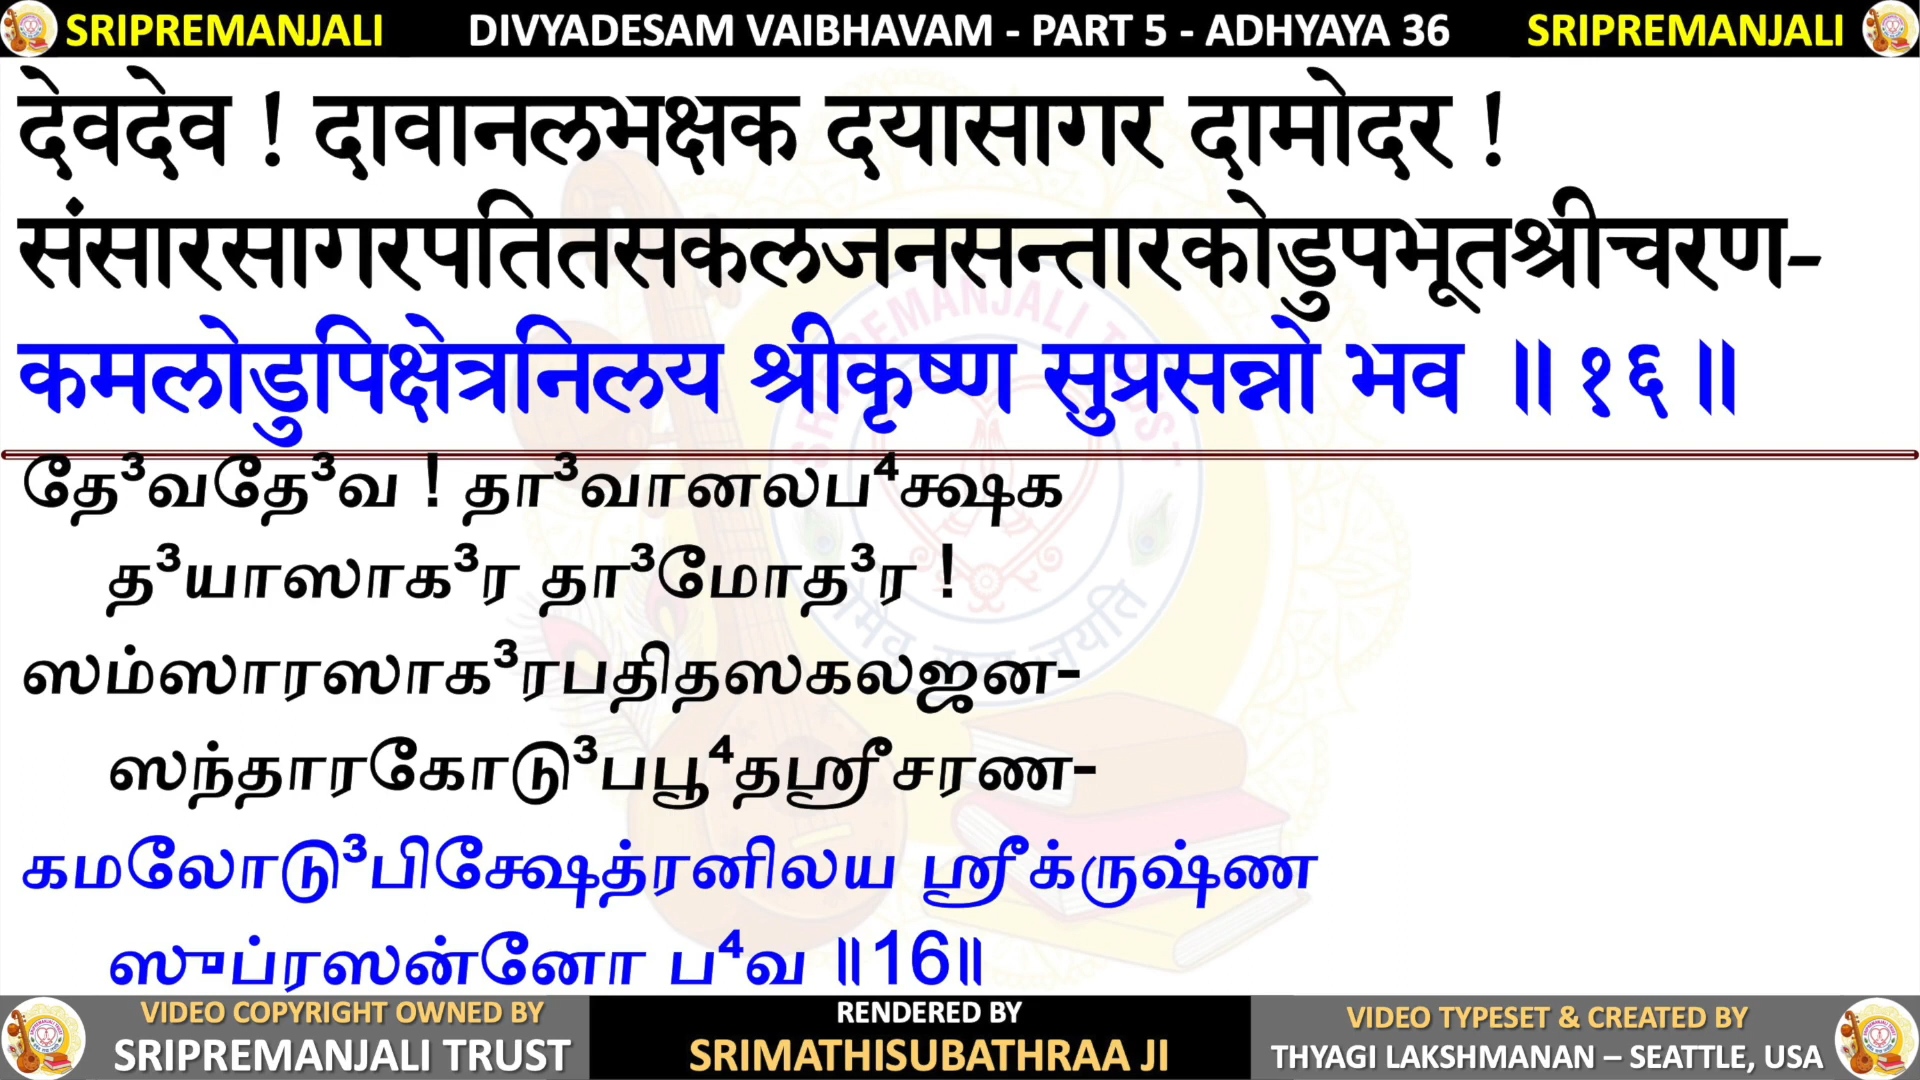 SRIPREMANJALI DIVYADESAM VAIBHAVAM - PART 5 - ADHYAYA 36 SRIPREMANJALI
देवदेव ! दावानलभक्षक दयासागर दामोदर !
संसारसागरपतितसकलजनसन्तारकोडुपभूतश्रीचरण-
कमलोडुपिक्षेत्रनिलय श्रीकृष्ण सुप्रसन्नो भव ॥१६॥
தே³வதே³வ ! தா³வானலப⁴க்ஷக
த³யாஸாக³ர தா³மோத³ர !
ஸம்ஸாரஸாக³ரபதிதஸகலஜன-
ஸந்தாரகோடு³பபூ⁴தஶ்ரீசரண-
கமலோடு³பிக்ஷேத்ரனிலய ஶ்ரீக்ருஷ்ண
ஸுப்ரஸன்னோ ப⁴வ ॥16॥
VIDEO COPYRIGHT OWNED BY
SRIPREMANJALI TRUST
RENDERED BY
SRIMATHISUBATHRAA JI
VIDEO TYPESET & CREATED BY
THYAGI LAKSHMANAN – SEATTLE, USA